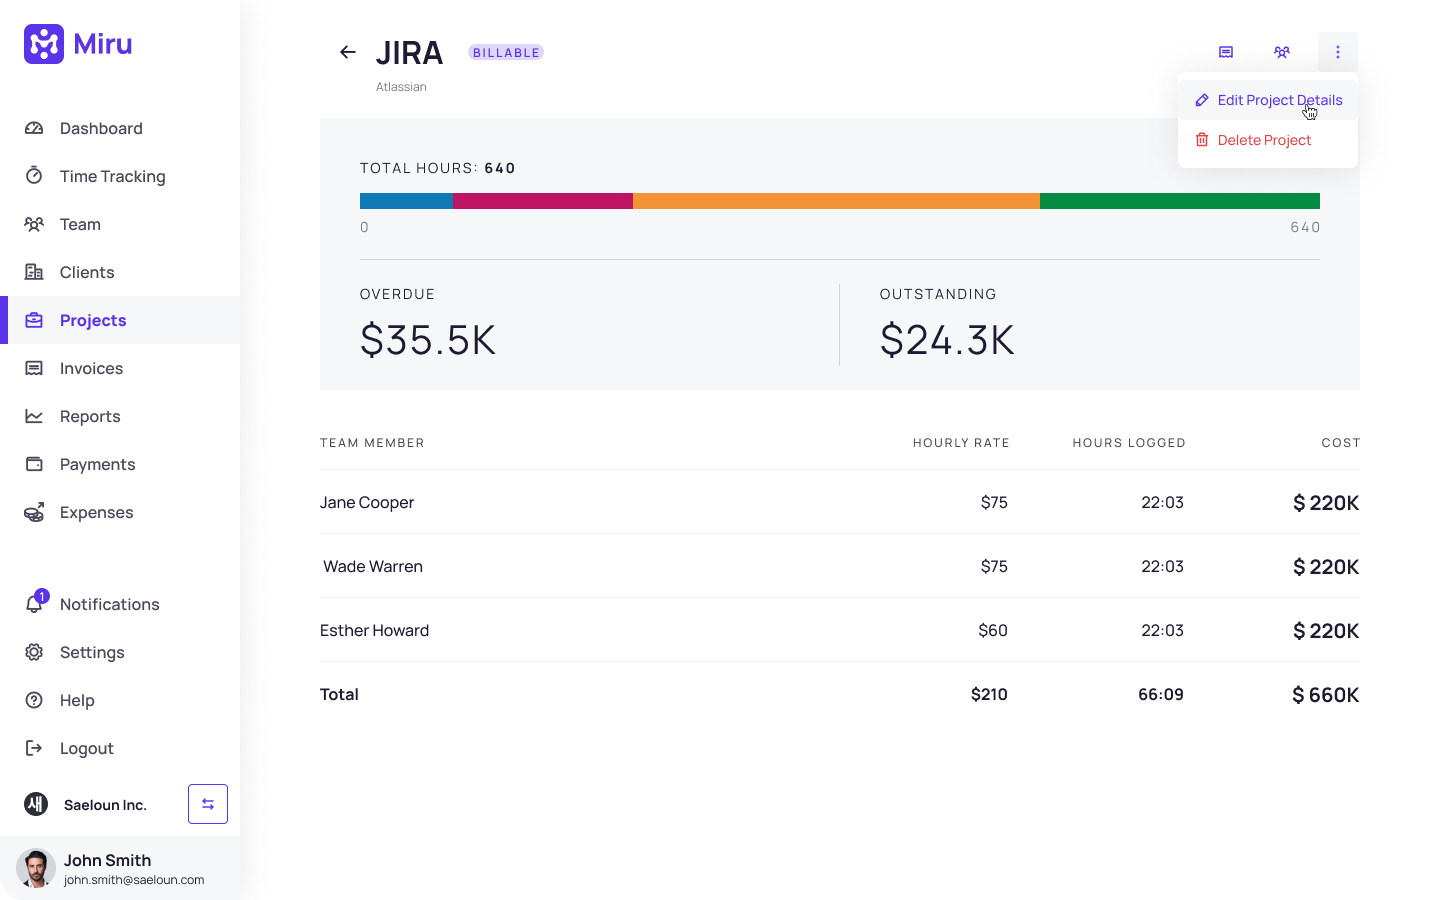 Miru
Dashboard
Time Tracking
Team
Clients
Projects
Invoices
Reports
Payments
Expenses
1
Notifications
Settings
Help
Logout
새
Saeloun Inc.
John Smith
john.smith@saeloun.com
JIRA BILLABLE
Atlassian
Edit Project Details
Delete Project
TOTAL HOURS: 640
0 640
OVERDUE OUTSTANDING
$35.5K $24.3K
TEAM MEMBER HOURLY RATE HOURS LOGGED COST
Jane Cooper $75 22:03 $ 220K
Wade Warren $75 22:03 $ 220K
Esther Howard $60 22:03 $ 220K
Total $210 66:09 $ 660K